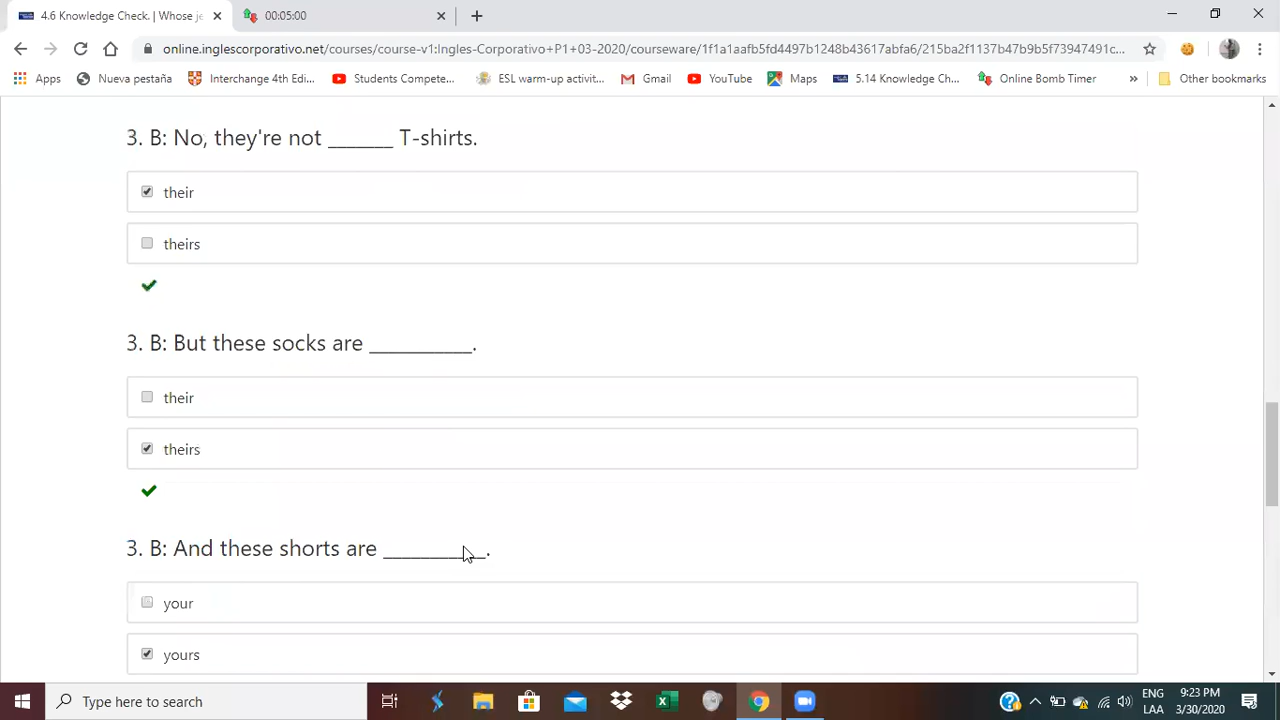 4.6 Knowledge Check. | Whose je
00:05:00
online.inglescorporativo.net/courses/course-v1:Ingles-Corporativo+P1+03-2020/courseware/1f1a1aafb5fd4497b1248b43617abfa6/215ba2f1137b47b9b5f73947491c...
Apps
Nueva pestaña
Interchange 4th Edi...
Students Compete...
ESL warm-up activit...
Gmail
YouTube
Maps
5.14 Knowledge Ch...
Online Bomb Timer
»
Other bookmarks
3. B: No, they're not _______ T-shirts.
their
theirs
3. B: But these socks are ___________.
their
theirs
3. B: And these shorts are ___________.
your
yours
Type here to search
ENG
LAA
9:23 PM
3/30/2020